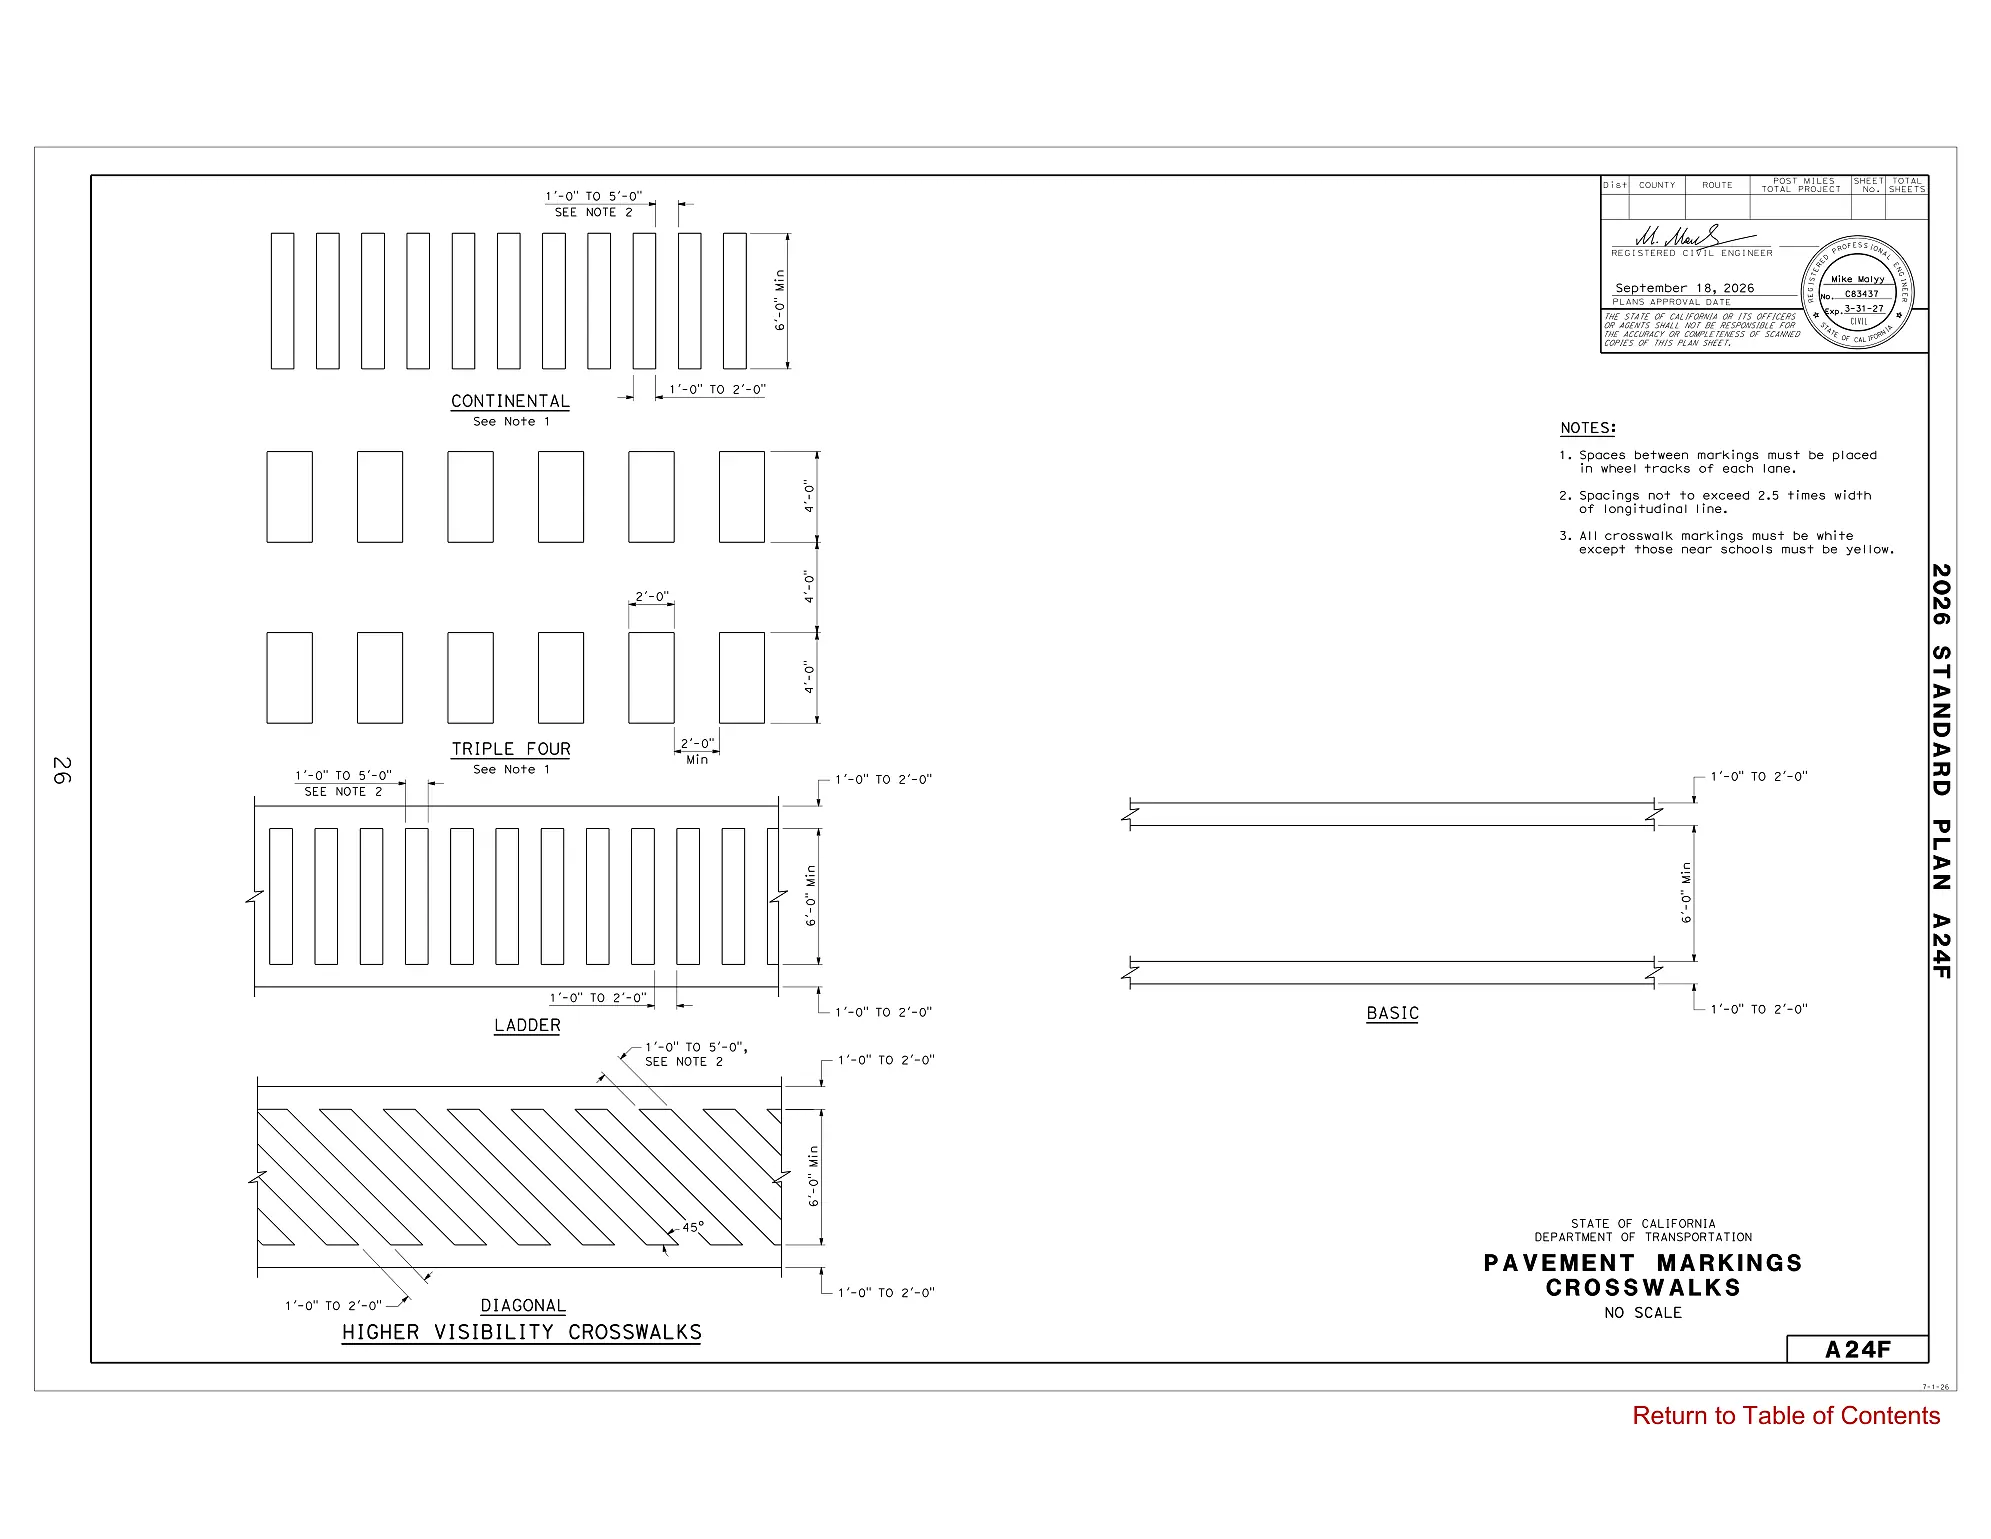 Dist COUNTY ROUTE POST MILES TOTAL PROJECT SHEET No. TOTAL SHEETS
REGISTERED CIVIL ENGINEER
September 18, 2026
PLANS APPROVAL DATE
THE STATE OF CALIFORNIA OR ITS OFFICERS
OR AGENTS SHALL NOT BE RESPONSIBLE FOR
THE ACCURACY OR COMPLETENESS OF SCANNED
COPIES OF THIS PLAN SHEET.
REGISTERED PROFESSIONAL ENGINEER
Mike Malyy
No. C83437
Exp. 3-31-27
CIVIL
STATE OF CALIFORNIA
1'-0" TO 5'-0"
SEE NOTE 2
6'-0" Min
1'-0" TO 2'-0"
CONTINENTAL
See Note 1
4'-0"
4'-0"
2'-0"
4'-0"
2'-0"
Min
TRIPLE FOUR
See Note 1
1'-0" TO 5'-0"
SEE NOTE 2
1'-0" TO 2'-0"
6'-0" Min
1'-0" TO 2'-0"
1'-0" TO 2'-0"
LADDER
1'-0" TO 5'-0",
SEE NOTE 2
1'-0" TO 2'-0"
6'-0" Min
45°
1'-0" TO 2'-0"
1'-0" TO 2'-0"
DIAGONAL
HIGHER VISIBILITY CROSSWALKS
1'-0" TO 2'-0"
6'-0" Min
1'-0" TO 2'-0"
BASIC
NOTES:
1. Spaces between markings must be placed
in wheel tracks of each lane.
2. Spacings not to exceed 2.5 times width
of longitudinal line.
3. All crosswalk markings must be white
except those near schools must be yellow.
STATE OF CALIFORNIA
DEPARTMENT OF TRANSPORTATION
PAVEMENT MARKINGS
CROSSWALKS
NO SCALE
A24F
2026 STANDARD PLAN A24F
26
7-1-26
Return to Table of Contents